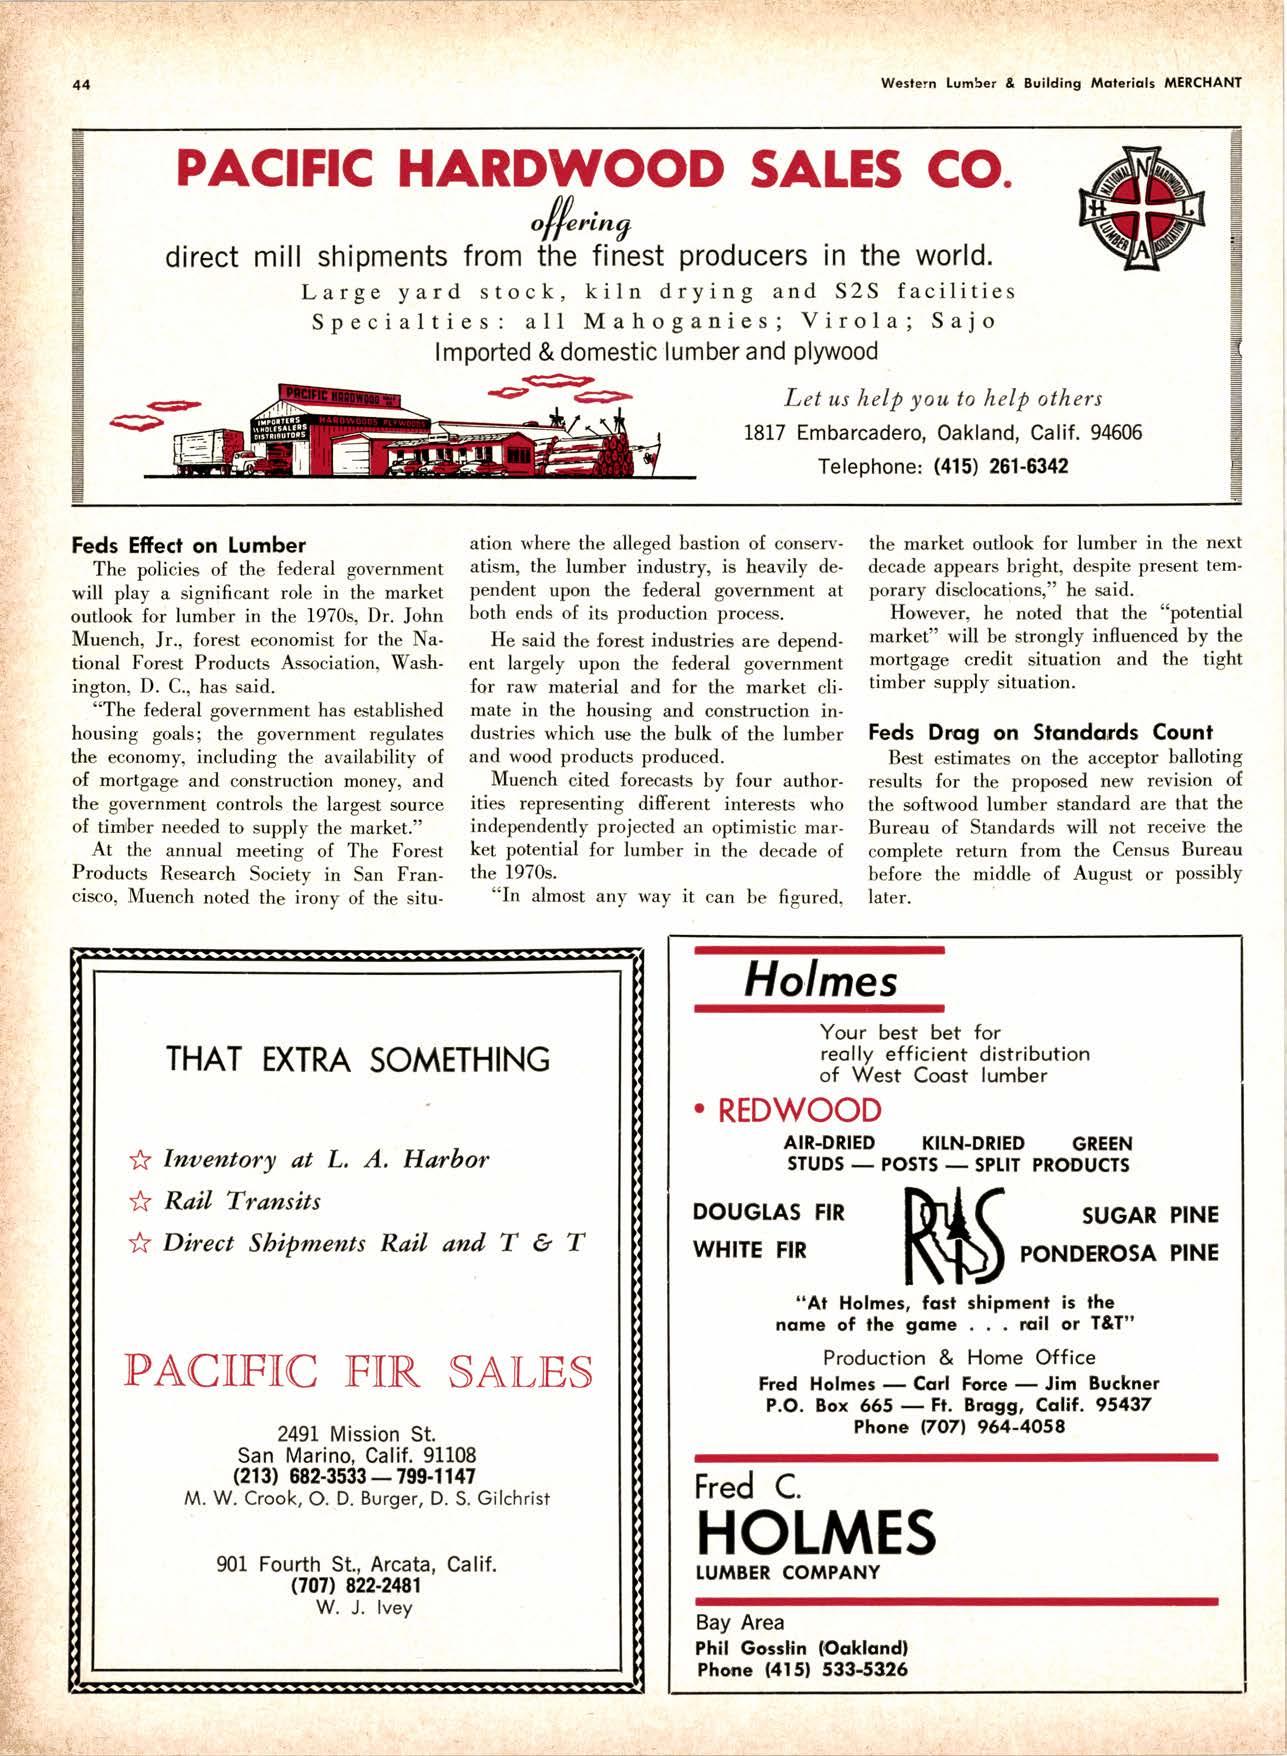 44
Western Lumber & Building Materials MERCHANT
PACIFIC HARDWOOD SALES CO.
offering
direct mill shipments from the finest producers in the world.
Large yard stock, kiln drying and S2S facilities
Specialties: all Mahoganies; Virola; Sajo
Imported & domestic lumber and plywood
NATIONAL HARDWOOD
N H L A
LUMBER ASSOCIATION
PACIFIC HARDWOOD
IMPORTERS
WHOLESALERS
DISTRIBUTORS
HARDWOODS PLYWOODS
Let us help you to help others
1817 Embarcadero, Oakland, Calif. 94606
Telephone: (415) 261-6342
Feds Effect on Lumber
The policies of the federal government
will play a significant role in the market
outlook for lumber in the 1970s, Dr. John
Muench, Jr., forest economist for the Na-
tional Forest Products Association, Wash-
ington, D. C., has said.
“The federal government has established
housing goals; the government regulates
the economy, including the availability of
of mortgage and construction money, and
the government controls the largest source
of timber needed to supply the market.”
At the annual meeting of The Forest
Products Research Society in San Fran-
cisco, Muench noted the irony of the situ-
ation where the alleged bastion of conserv-
atism, the lumber industry, is heavily de-
pendent upon the federal government at
both ends of its production process.
He said the forest industries are depend-
ent largely upon the federal government
for raw material and for the market cli-
mate in the housing and construction in-
dustries which use the bulk of the lumber
and wood products produced.
Muench cited forecasts by four author-
ities representing different interests who
independently projected an optimistic mar-
ket potential for lumber in the decade of
the 1970s.
“In almost any way it can be figured,
the market outlook for lumber in the next
decade appears bright, despite present tem-
porary disclocations,” he said.
However, he noted that the “potential
market” will be strongly influenced by the
mortgage credit situation and the tight
timber supply situation.
Feds Drag on Standards Count
Best estimates on the acceptor balloting
results for the proposed new revision of
the softwood lumber standard are that the
Bureau of Standards will not receive the
complete return from the Census Bureau
before the middle of August or possibly
later.
THAT EXTRA SOMETHING
☆ Inventory at L. A. Harbor
☆ Rail Transits
☆ Direct Shipments Rail and T & T
PACIFIC FIR SALES
2491 Mission St.
San Marino, Calif. 91108
(213) 682-3533 — 799-1147
M. W. Crook, O. D. Burger, D. S. Gilchrist
901 Fourth St., Arcata, Calif.
(707) 822-2481
W. J. Ivey
Holmes
Your best bet for
really efficient distribution
of West Coast lumber
• REDWOOD
AIR-DRIED KILN-DRIED GREEN
STUDS — POSTS — SPLIT PRODUCTS
DOUGLAS FIR
WHITE FIR
RIS
SUGAR PINE
PONDEROSA PINE
“At Holmes, fast shipment is the
name of the game . . . rail or T&T”
Production & Home Office
Fred Holmes — Carl Force — Jim Buckner
P.O. Box 665 — Ft. Bragg, Calif. 95437
Phone (707) 964-4058
Fred C.
HOLMES
LUMBER COMPANY
Bay Area
Phil Gosslin (Oakland)
Phone (415) 533-5326